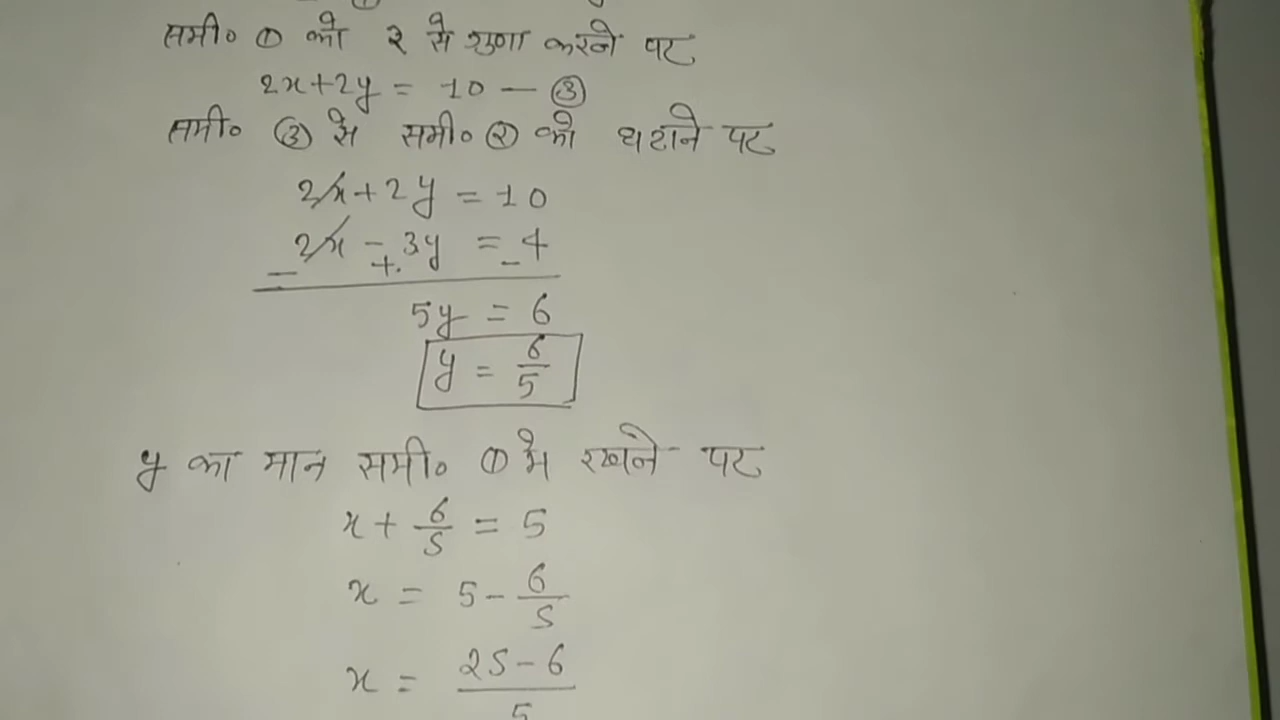 समी० ① को २ से गुणा करने पर
2x+2y = 10 — ③
समी० ③ से समी० ② को घटाने पर
2x+2y = 10
2x - 3y = 4
- + -
5y = 6
y = 6/5
y का मान समी० ① मे रखने पर
x + 6/5 = 5
x = 5 - 6/5
x = 25-6/5